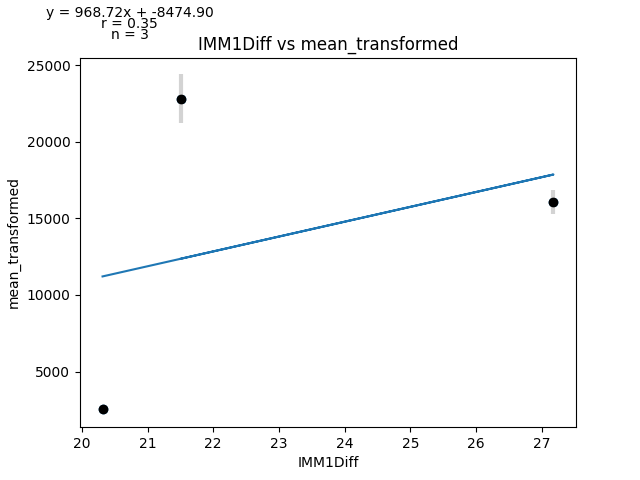 y = 968.72x + -8474.90
r = 0.35
n = 3
IMM1Diff vs mean_transformed
25000
20000
15000
10000
5000
mean_transformed
20 21 22 23 24 25 26 27
IMM1Diff